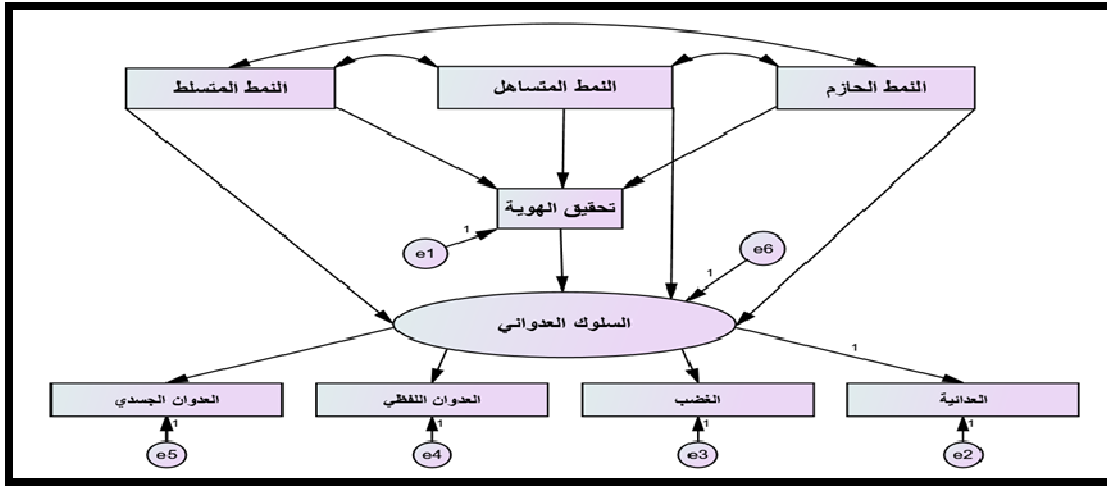 النمط الحازم
النمط المتساهل
النمط المتسلط
تحقيق الهوية
1
e1
e6
1
السلوك العدواني
1
العدائية
الغضب
العدوان اللفظي
العدوان الجسدي
1
1
1
1
e2
e3
e4
e5